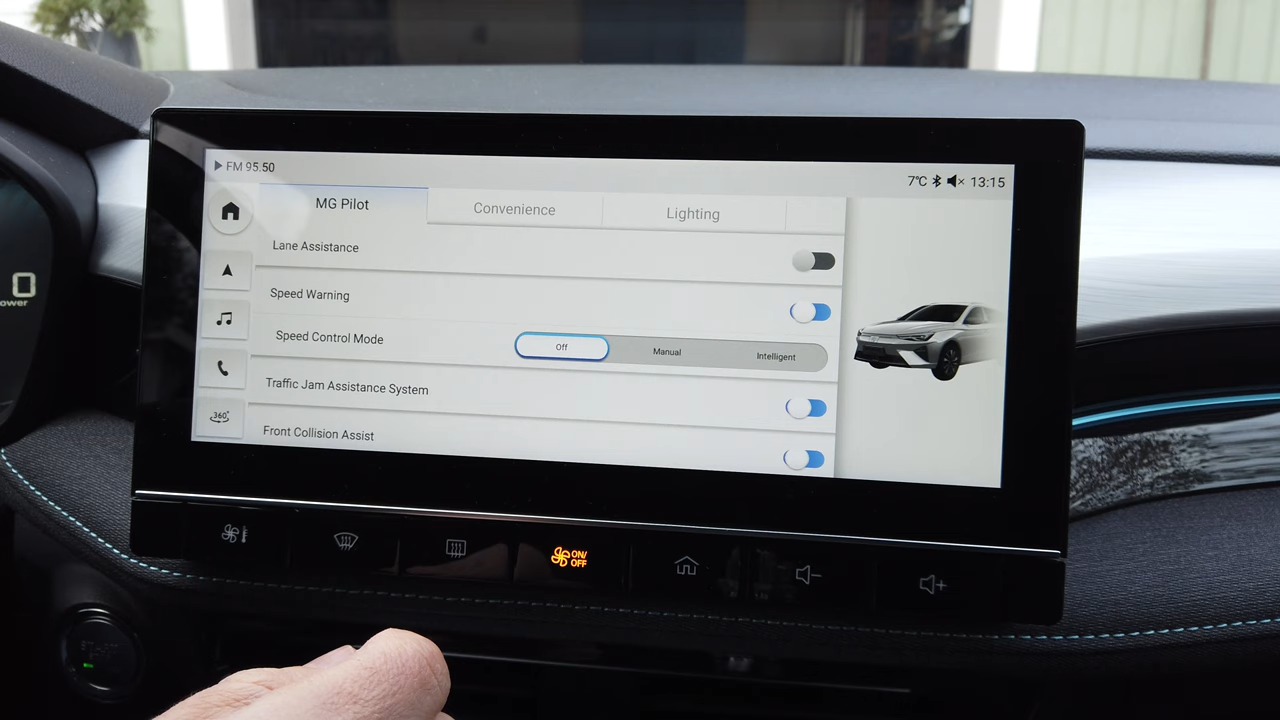 FM 95.50
7℃ 13:15
MG Pilot
Convenience
Lighting
Lane Assistance
Speed Warning
Speed Control Mode
Off
Manual
Intelligent
Traffic Jam Assistance System
Front Collision Assist
360°
ON/
OFF
0
ower